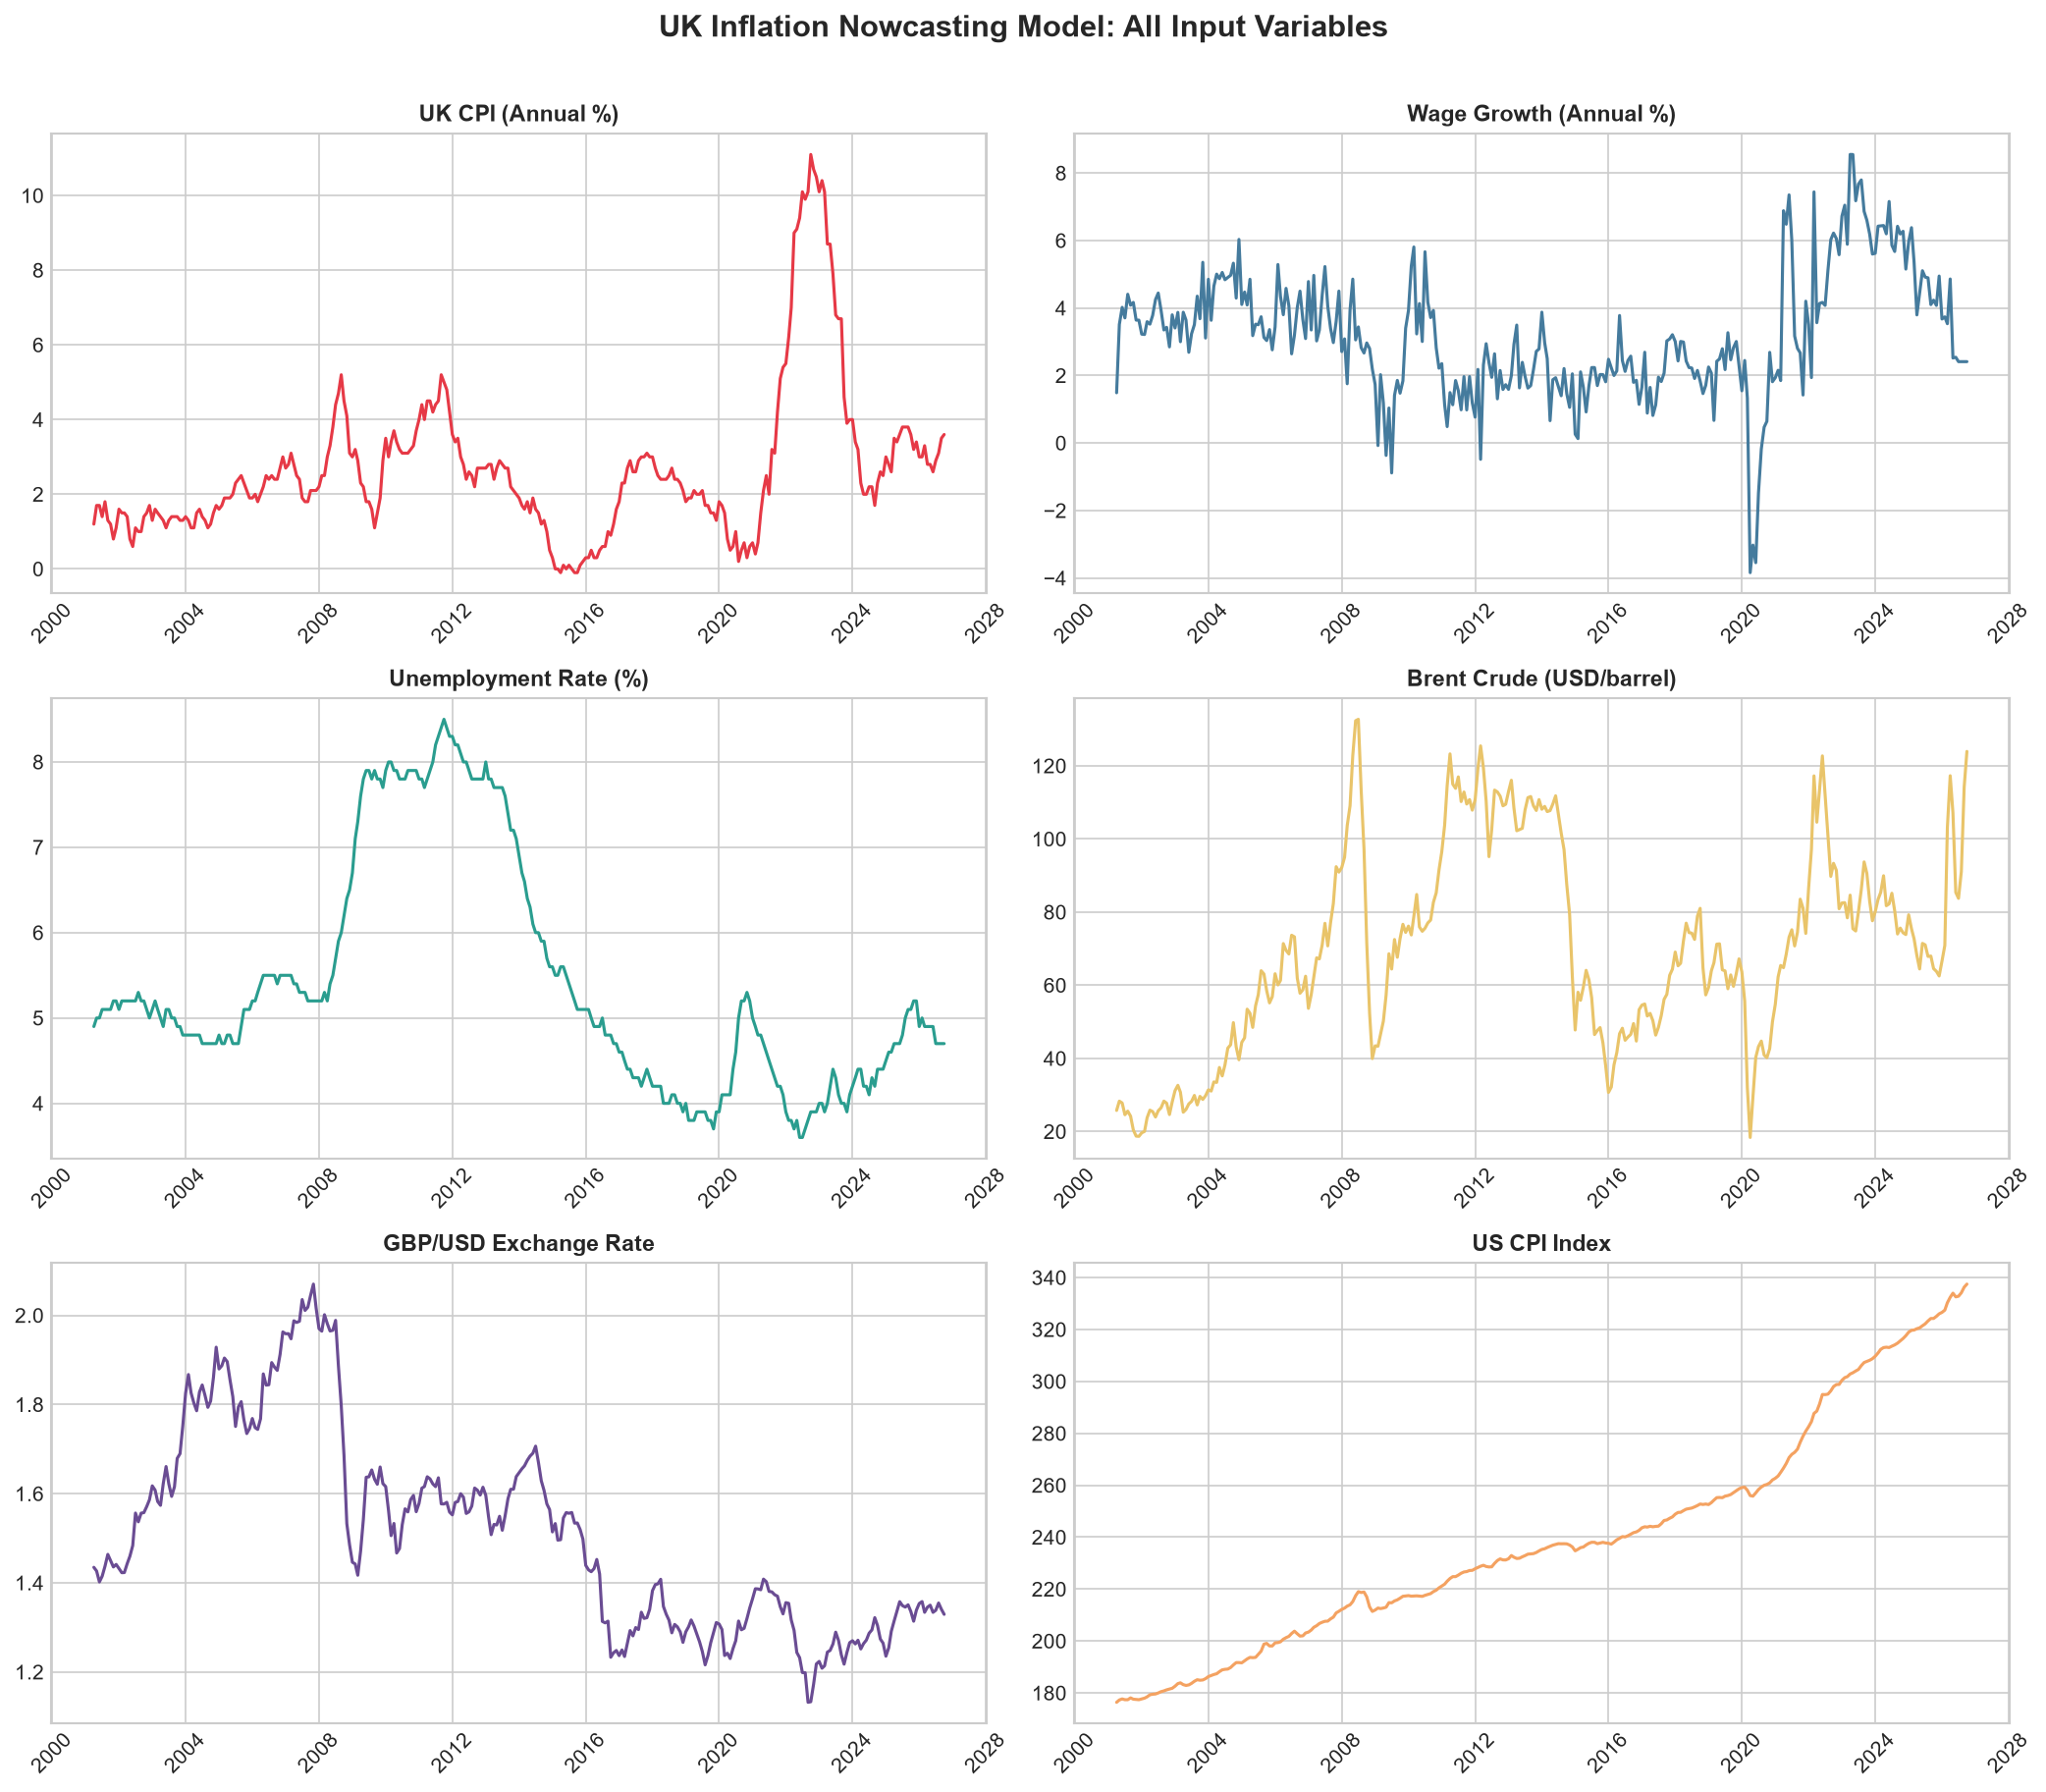 UK Inflation Nowcasting Model: All Input Variables
UK CPI (Annual %)
10
8
6
4
2
0
2000 2004 2008 2012 2016 2020 2024 2028
Wage Growth (Annual %)
8
6
4
2
0
−2
−4
2000 2004 2008 2012 2016 2020 2024 2028
Unemployment Rate (%)
8
7
6
5
4
2000 2004 2008 2012 2016 2020 2024 2028
Brent Crude (USD/barrel)
120
100
80
60
40
20
2000 2004 2008 2012 2016 2020 2024 2028
GBP/USD Exchange Rate
2.0
1.8
1.6
1.4
1.2
2000 2004 2008 2012 2016 2020 2024 2028
US CPI Index
340
320
300
280
260
240
220
200
180
2000 2004 2008 2012 2016 2020 2024 2028